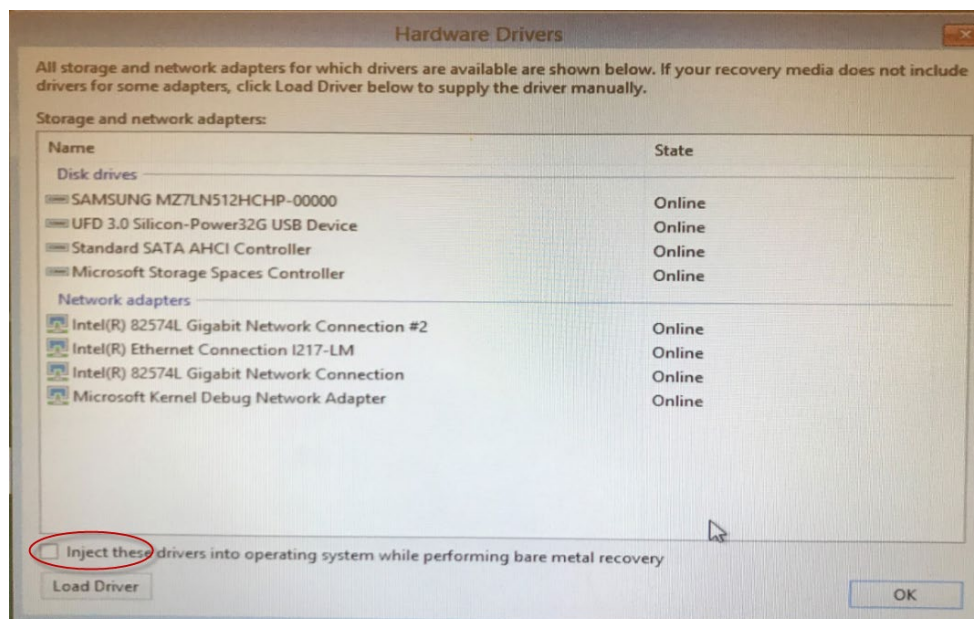 Hardware Drivers
All storage and network adapters for which drivers are available are shown below. If your recovery media does not include
drivers for some adapters, click Load Driver below to supply the driver manually.
Storage and network adapters:
Name State
Disk drives
SAMSUNG MZ7LN512HCHP-00000 Online
UFD 3.0 Silicon-Power32G USB Device Online
Standard SATA AHCI Controller Online
Microsoft Storage Spaces Controller Online
Network adapters
Intel(R) 82574L Gigabit Network Connection #2 Online
Intel(R) Ethernet Connection I217-LM Online
Intel(R) 82574L Gigabit Network Connection Online
Microsoft Kernel Debug Network Adapter Online
Inject these drivers into operating system while performing bare metal recovery
Load Driver OK